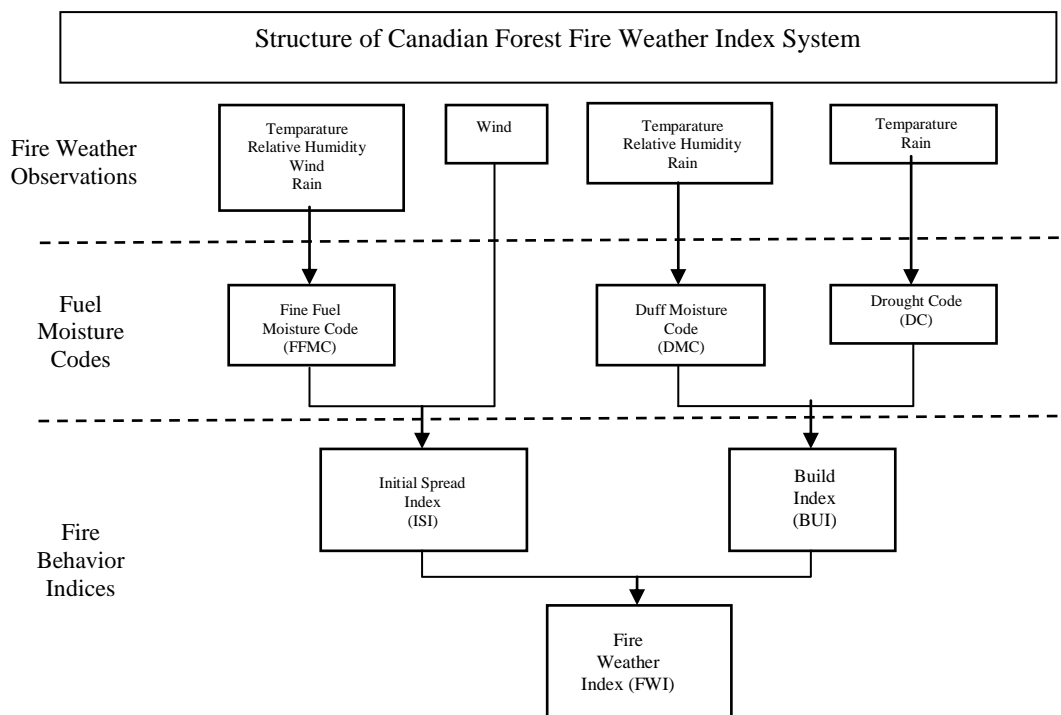 Structure of Canadian Forest Fire Weather Index System
Fire Weather
Observations
Temparature
Relative Humidity
Wind
Rain
Wind
Temparature
Relative Humidity
Rain
Temparature
Rain
Fuel
Moisture
Codes
Fine Fuel
Moisture Code
(FFMC)
Duff Moisture
Code
(DMC)
Drought Code
(DC)
Fire
Behavior
Indices
Initial Spread
Index
(ISI)
Build
Index
(BUI)
Fire
Weather
Index (FWI)